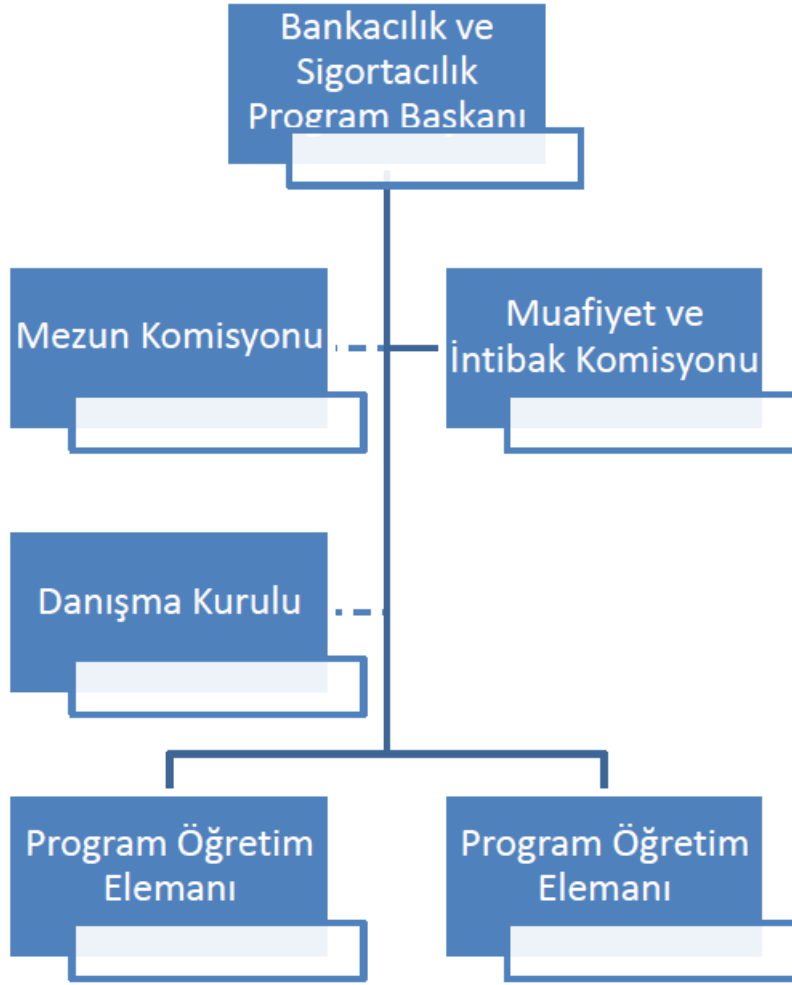 Bankacılık ve
Sigortacılık
Program Başkanı
Mezun Komisyonu
Muafiyet ve
İntibak Komisyonu
Danışma Kurulu
Program Öğretim
Elemanı
Program Öğretim
Elemanı